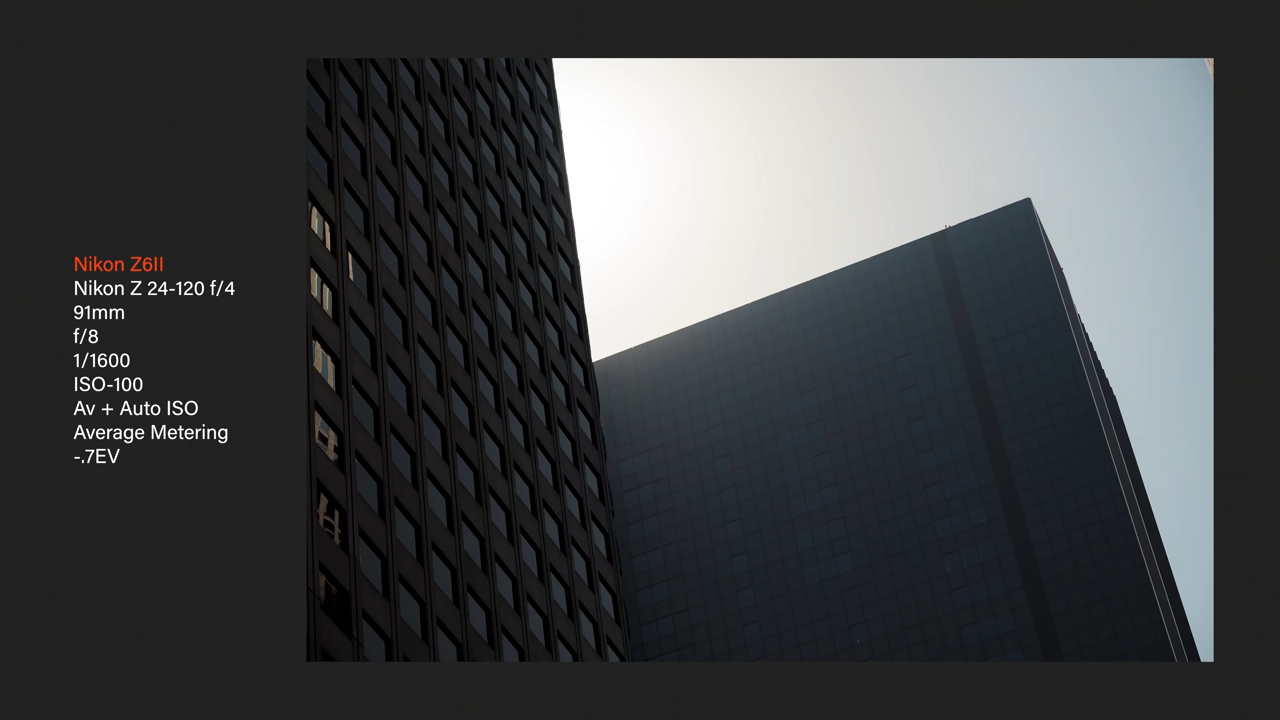 Nikon Z6II
Nikon Z 24-120 f/4
91mm
f/8
1/1600
ISO-100
Av + Auto ISO
Average Metering
-.7EV